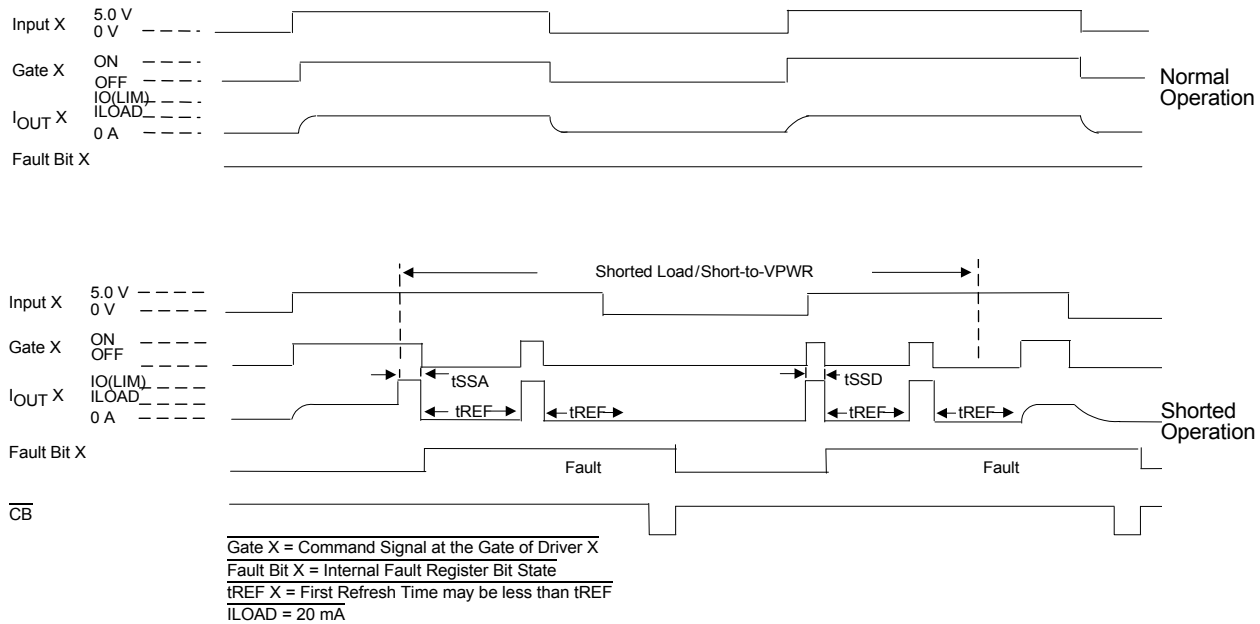 Input X 5.0 V
0 V
Gate X ON
OFF
IO(LIM)
IOUT X ILOAD
0 A
Fault Bit X
Normal
Operation
Shorted Load/Short-to-VPWR
Input X 5.0 V
0 V
Gate X ON
OFF
IO(LIM)
IOUT X ILOAD
0 A
tSSA
tSSD
tREF
tREF
tREF
tREF
Shorted
Operation
Fault Bit X
Fault
Fault
CB
Gate X = Command Signal at the Gate of Driver X
Fault Bit X = Internal Fault Register Bit State
tREF X = First Refresh Time may be less than tREF
ILOAD = 20 mA